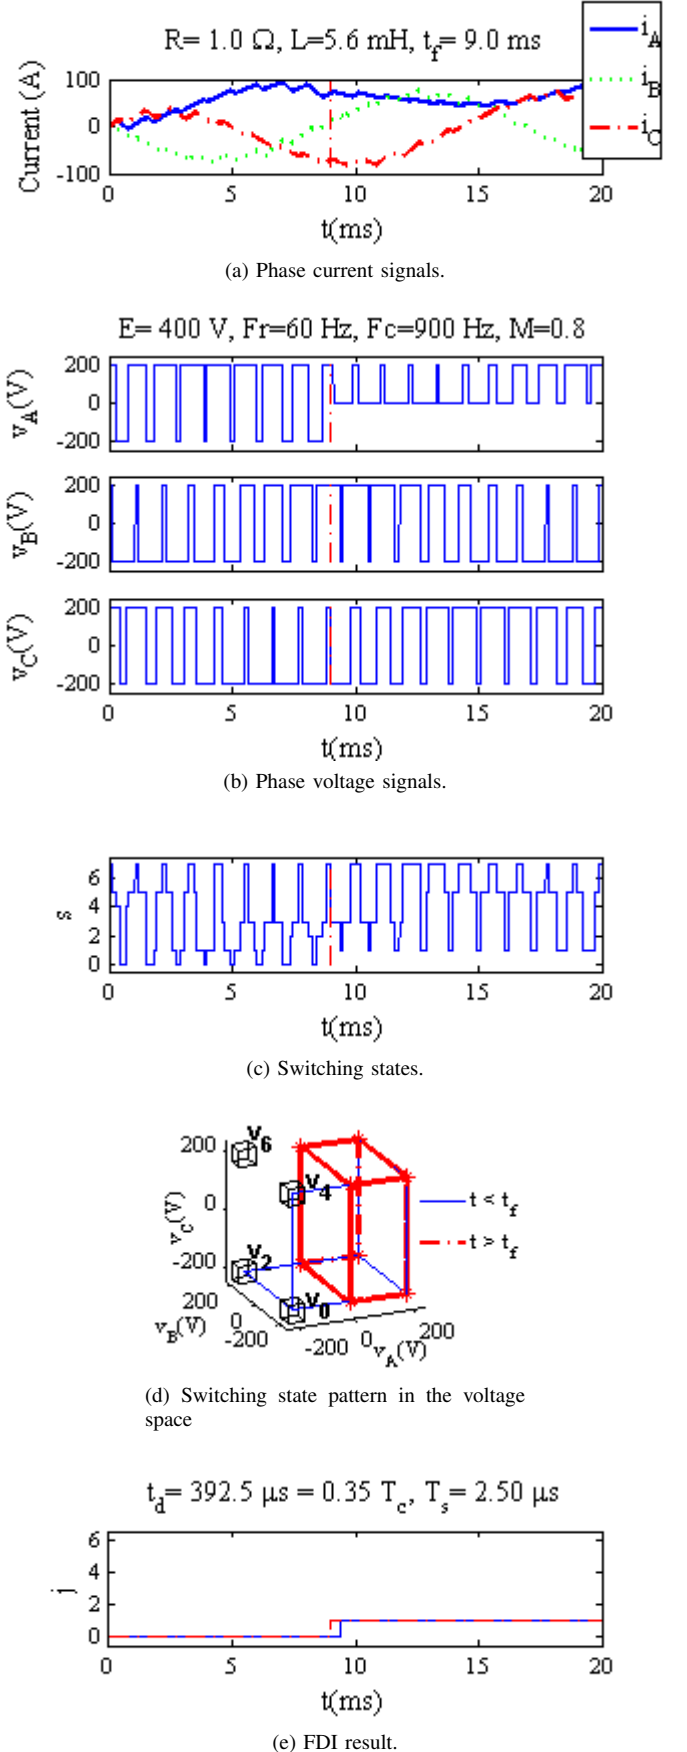 R= 1.0 Ω, L=5.6 mH, t_f= 9.0 ms
i_A
i_B
i_C
Current (A)
100
0
-100
0 5 10 15 20
t(ms)
(a) Phase current signals.
E= 400 V, Fr=60 Hz, Fc=900 Hz, M=0.8
v_A(V)
200
0
-200
v_B(V)
200
0
-200
v_C(V)
200
0
-200
0 5 10 15 20
t(ms)
(b) Phase voltage signals.
s
6
4
2
0
0 5 10 15 20
t(ms)
(c) Switching states.
v_C(V)
200
0
-200
v_6
v_4
v_2
v_0
t < t_f
t > t_f
200
0
-200
v_B(V)
-200
0
200
v_A(V)
(d) Switching state pattern in the voltage
space
t_d= 392.5 μs = 0.35 T_c, T_s= 2.50 μs
j
6
4
2
0
0 5 10 15 20
t(ms)
(e) FDI result.